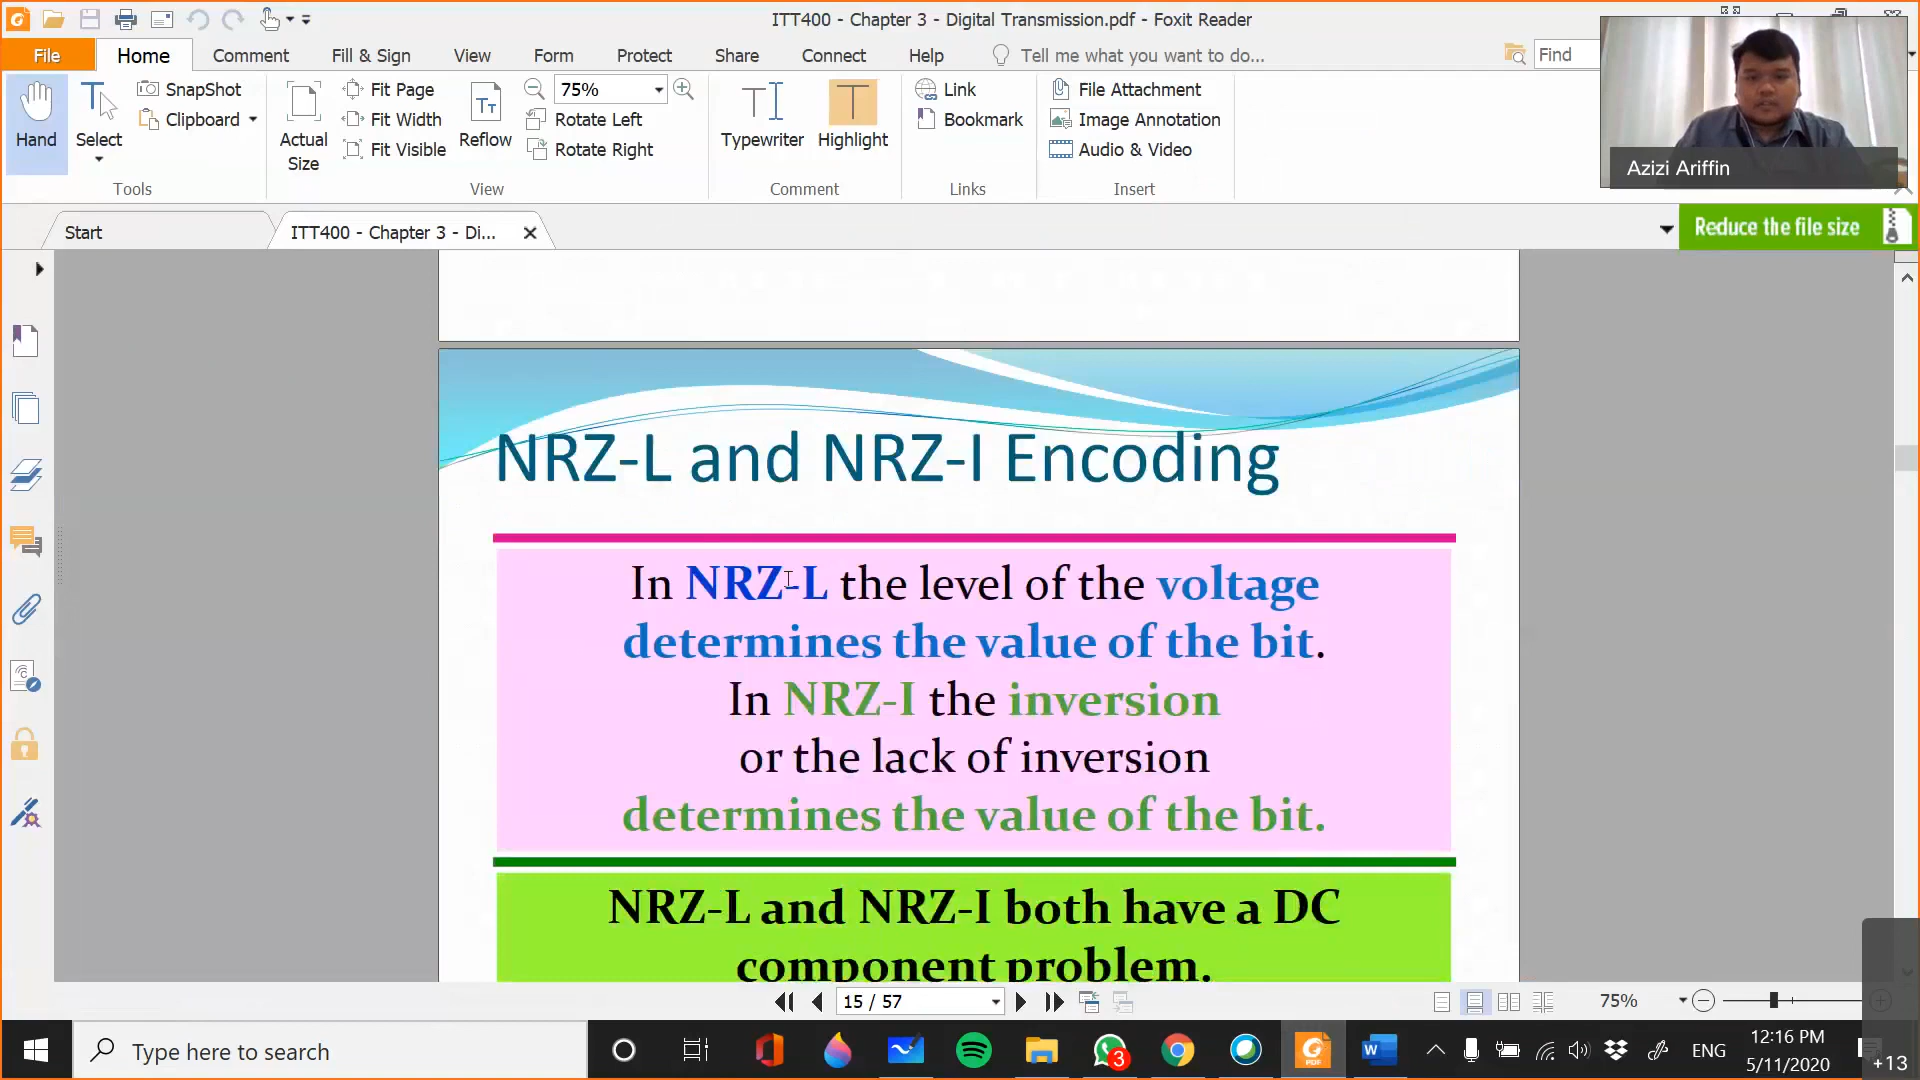 ITT400 - Chapter 3 - Digital Transmission.pdf - Foxit Reader
File Home Comment Fill & Sign View Form Protect Share Connect Help Tell me what you want to do... Find
Hand
Select
SnapShot
Clipboard
Tools
Actual Size
Fit Page
Fit Width
Fit Visible
Reflow
75%
Rotate Left
Rotate Right
View
Typewriter
Highlight
Comment
Link
Bookmark
Links
File Attachment
Image Annotation
Audio & Video
Insert
Azizi Ariffin
Start
ITT400 - Chapter 3 - Di...
Reduce the file size
NRZ-L and NRZ-I Encoding
In NRZ-L the level of the voltage
determines the value of the bit.
In NRZ-I the inversion
or the lack of inversion
determines the value of the bit.
NRZ-L and NRZ-I both have a DC
component problem.
15 / 57
75%
Type here to search
3
ENG
12:16 PM
5/11/2020
+13